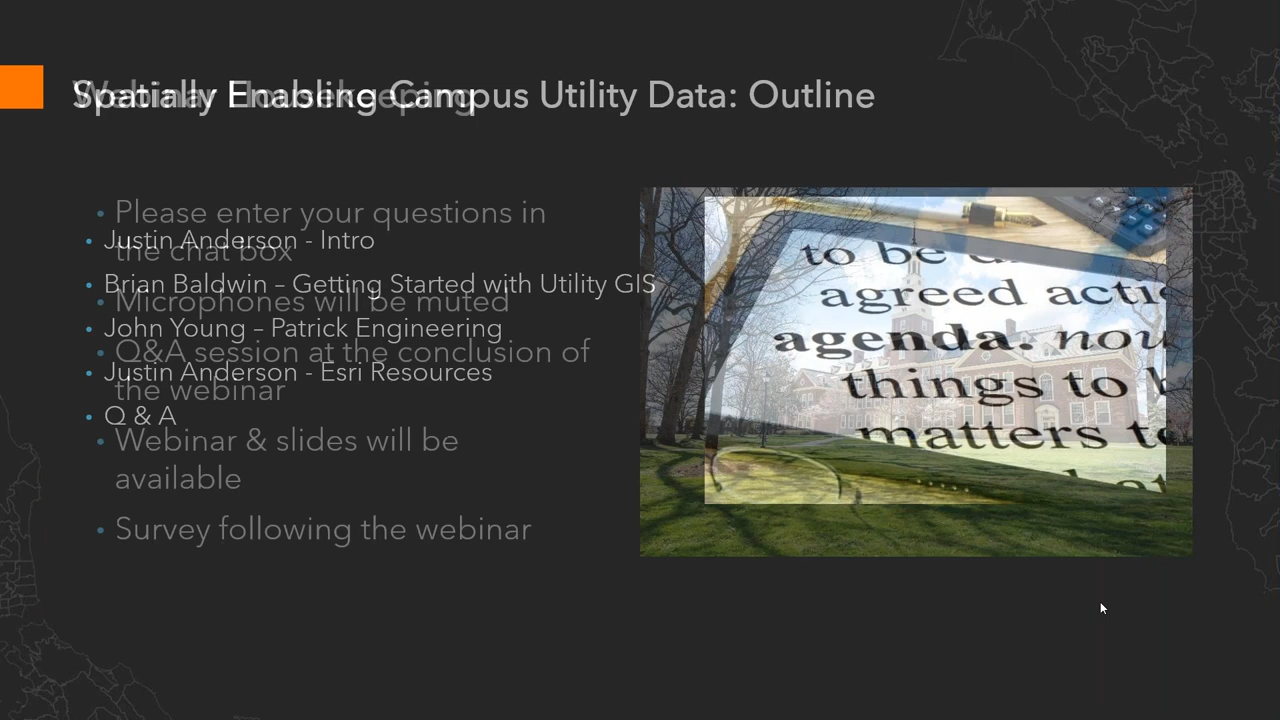 Webinar Housekeeping
Spatially Enabling Campus Utility Data: Outline
• Please enter your questions in
the chat box
• Microphones will be muted
• Q&A session at the conclusion of
the webinar
• Webinar & slides will be
available
• Survey following the webinar
• Justin Anderson - Intro
• Brian Baldwin – Getting Started with Utility GIS
• John Young – Patrick Engineering
• Justin Anderson - Esri Resources
• Q & A
to be
agreed
agenda. nou
things to
matters